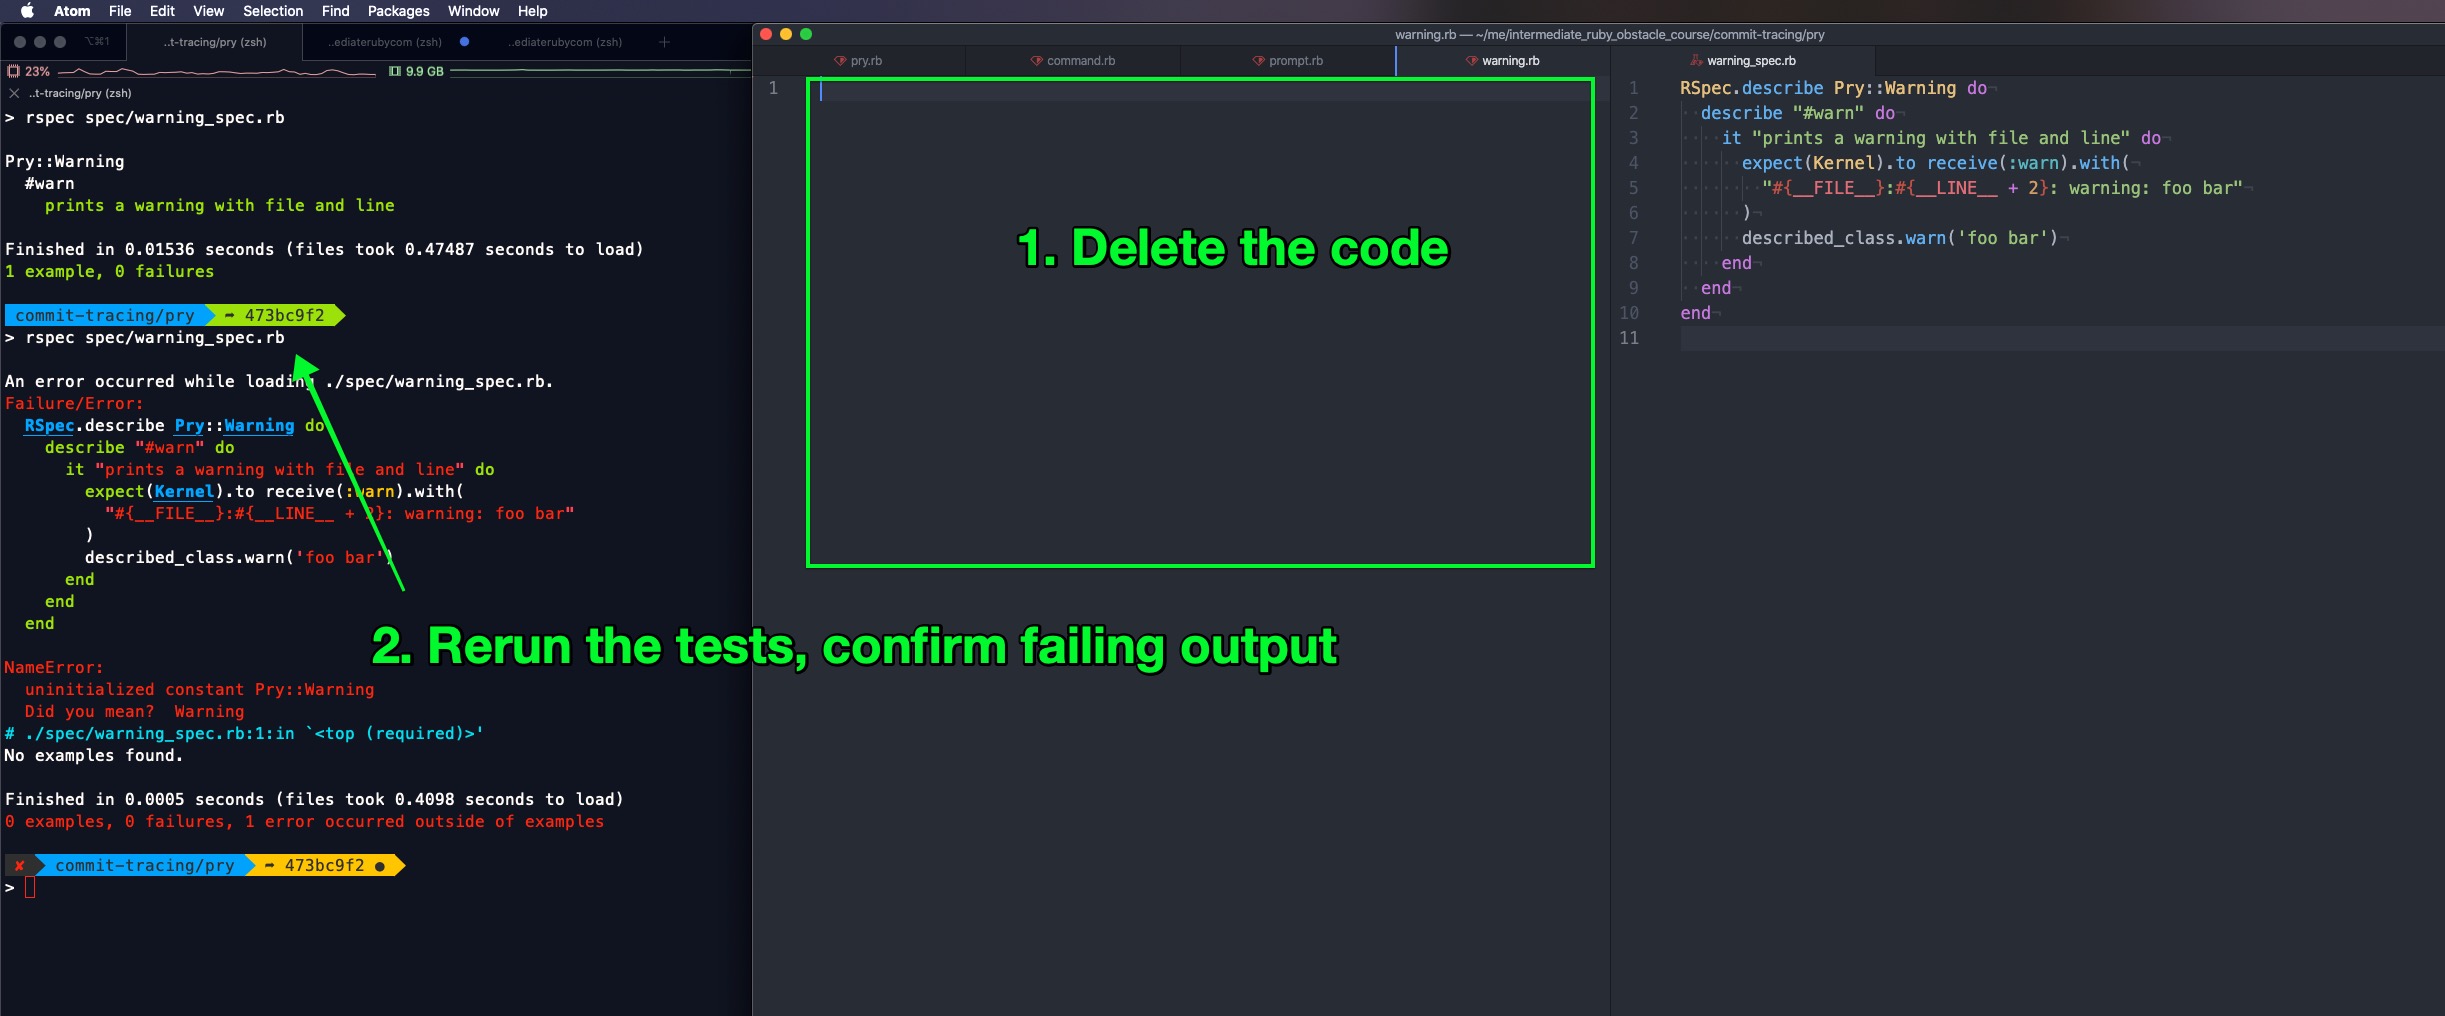 Atom File Edit View Selection Find Packages Window Help
⌥⌘1 ..t-tracing/pry (zsh) ..ediaterubycom (zsh) ..ediaterubycom (zsh) +
23% 9.9 GB
..t-tracing/pry (zsh)
> rspec spec/warning_spec.rb
Pry::Warning
#warn
prints a warning with file and line
Finished in 0.01536 seconds (files took 0.47487 seconds to load)
1 example, 0 failures
commit-tracing/pry ➦ 473bc9f2
> rspec spec/warning_spec.rb
An error occurred while loading ./spec/warning_spec.rb.
Failure/Error:
RSpec.describe Pry::Warning do
describe "#warn" do
it "prints a warning with file and line" do
expect(Kernel).to receive(:warn).with(
"#{__FILE__}:#{__LINE__ + 2}: warning: foo bar"
)
described_class.warn('foo bar')
end
end
end
NameError:
uninitialized constant Pry::Warning
Did you mean?  Warning
# ./spec/warning_spec.rb:1:in `<top (required)>'
No examples found.
Finished in 0.0005 seconds (files took 0.4098 seconds to load)
0 examples, 0 failures, 1 error occurred outside of examples
✘ commit-tracing/pry ➦ 473bc9f2 ●
>
warning.rb — ~/me/intermediate_ruby_obstacle_course/commit-tracing/pry
pry.rb command.rb prompt.rb warning.rb warning_spec.rb
1
1. Delete the code
2. Rerun the tests, confirm failing output
1 RSpec.describe Pry::Warning do
2 describe "#warn" do
3 it "prints a warning with file and line" do
4 expect(Kernel).to receive(:warn).with(
5 "#{__FILE__}:#{__LINE__ + 2}: warning: foo bar"
6 )
7 described_class.warn('foo bar')
8 end
9 end
10 end
11